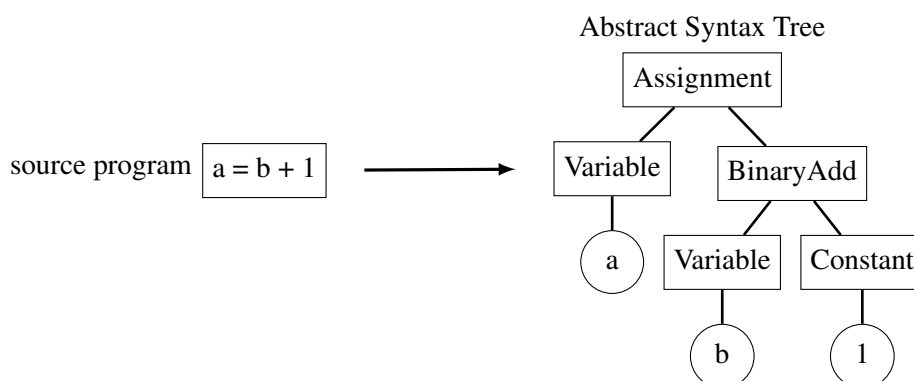 Abstract Syntax Tree
Assignment
source program a = b + 1
Variable BinaryAdd
a Variable Constant
b 1